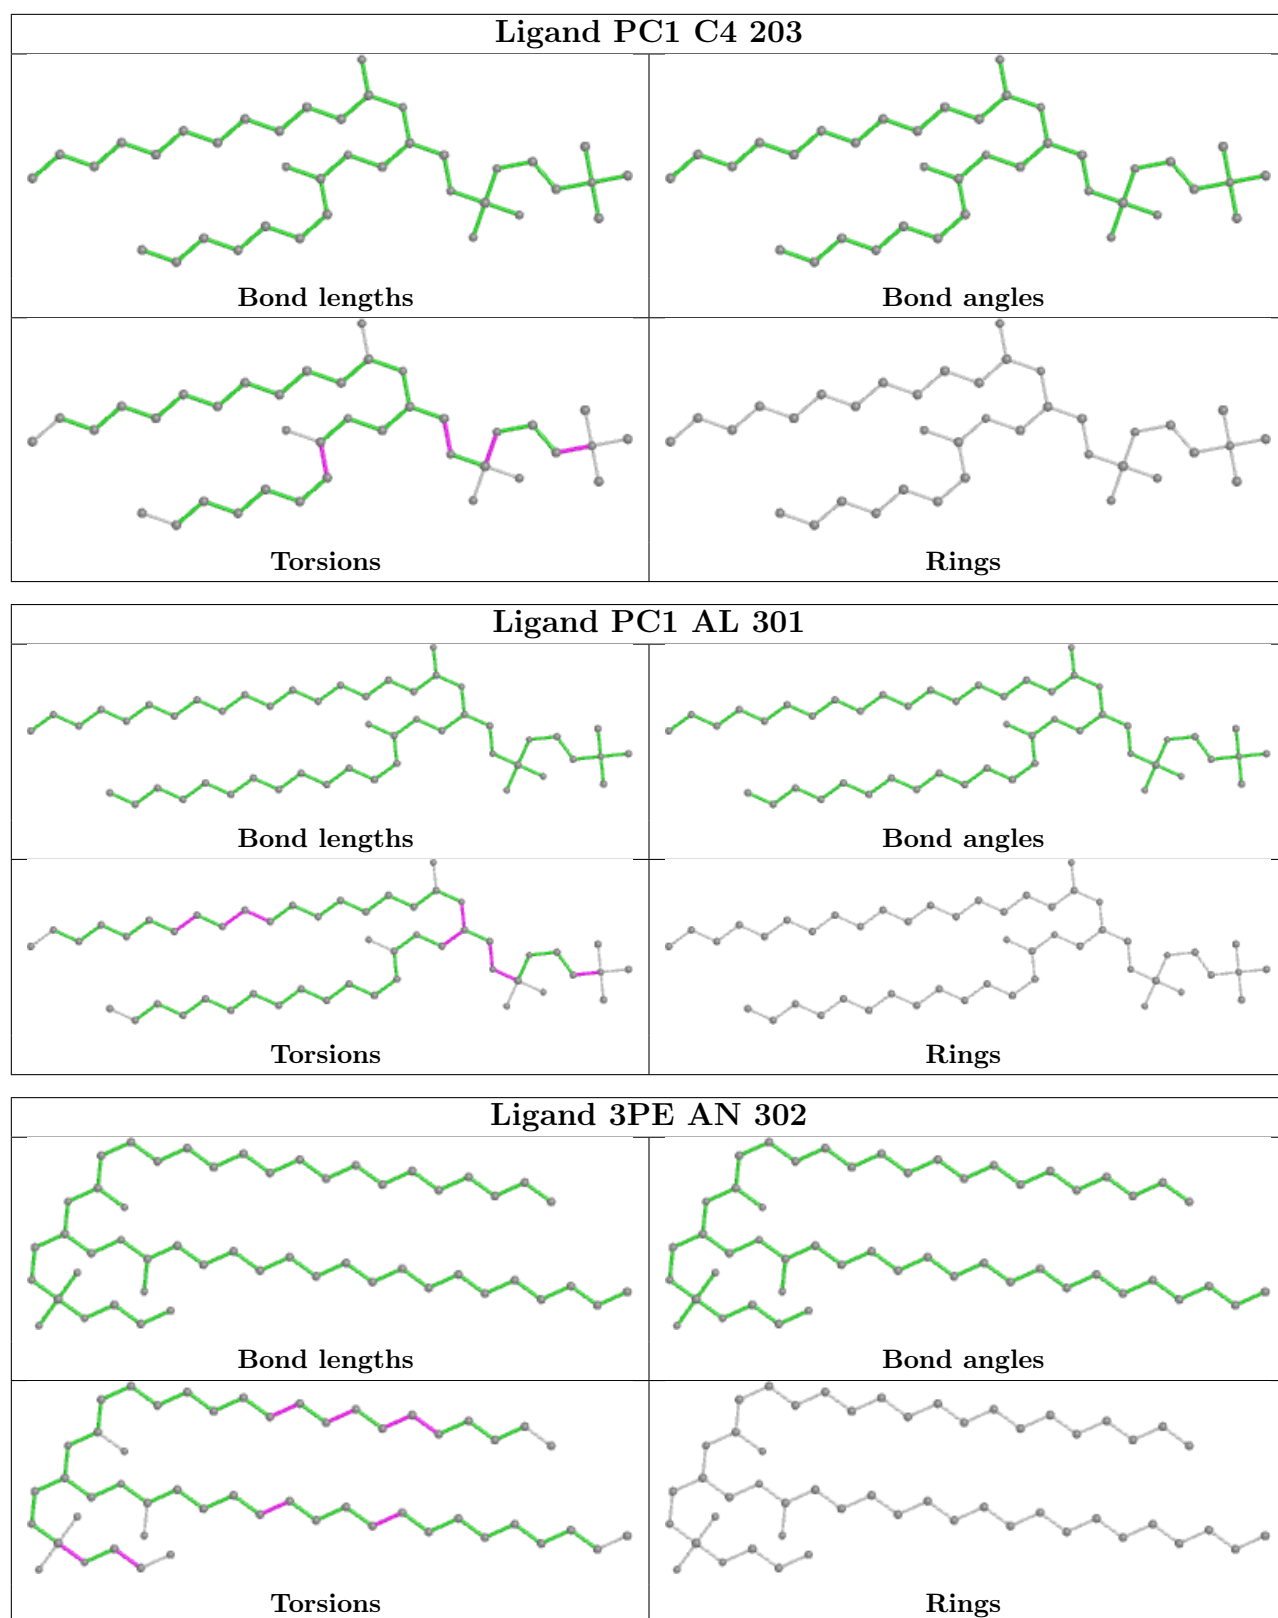 Ligand PC1 C4 203
Bond lengths
Bond angles
Torsions
Rings
Ligand PC1 AL 301
Bond lengths
Bond angles
Torsions
Rings
Ligand 3PE AN 302
Bond lengths
Bond angles
Torsions
Rings